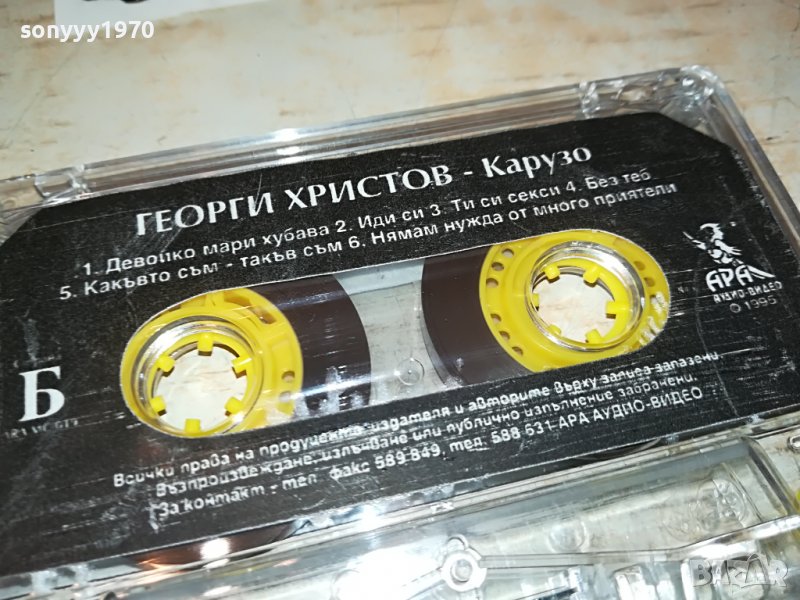 sonyyy1970
ГЕОРГИ ХРИСТОВ - Карузо
1. Девойко мари хубава 2. Иди си 3. Ти си секси 4. Без теб
5. Какъвто съм - такъв съм 6. Нямам нужда от много приятели
АРА
АУДИО-ВИДЕО
© 1995
Б
Всички права на продуцента, издателя и авторите върху записа запазени.
Възпроизвеждане, излъчване или публично изпълнение забранени.
За контакт - тел. факс 589 849, тел. 588 631-АРА АУДИО-ВИДЕО
BAZAR